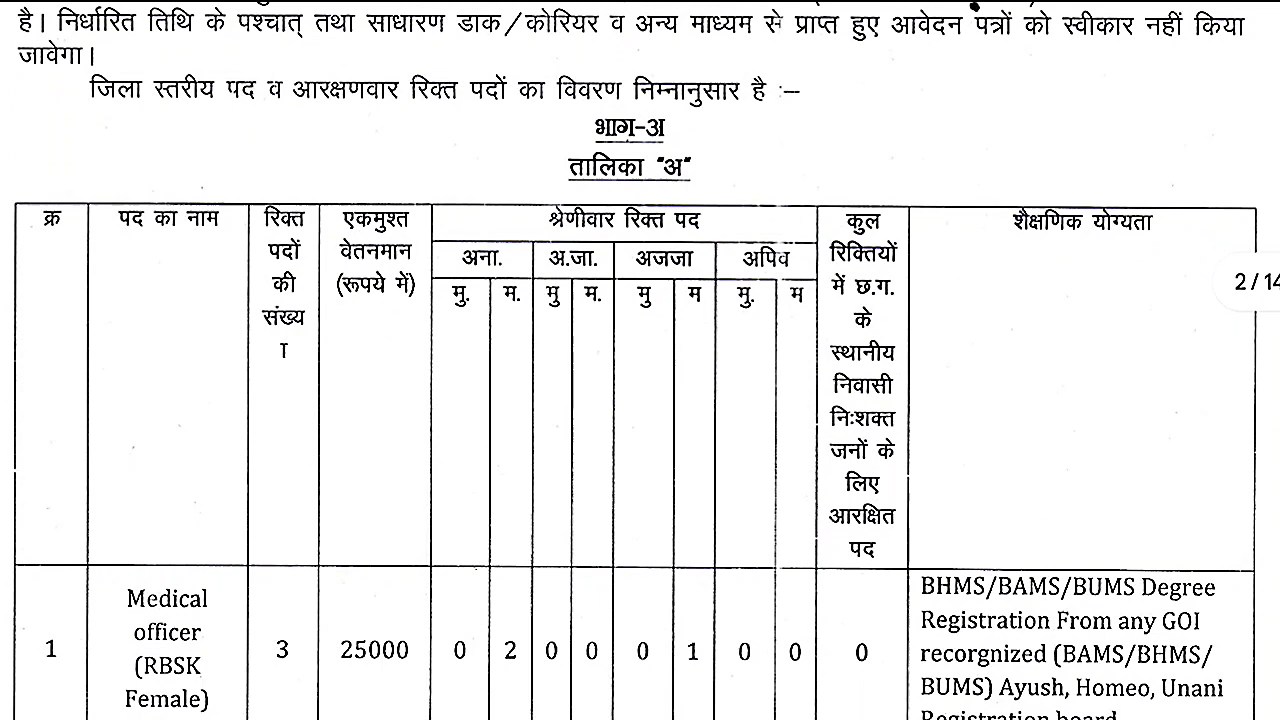 है। निर्धारित तिथि के पश्चात् तथा साधारण डाक/कोरियर व अन्य माध्यम से प्राप्त हुए आवेदन पत्रों को स्वीकार नहीं किया
जावेगा।
जिला स्तरीय पद व आरक्षणवार रिक्त पदों का विवरण निम्नानुसार है :–
भाग-अ
तालिका "अ"
क्र
पद का नाम
रिक्त
पदों
की
संख्य
ा
एकमुश्त
वेतनमान
(रूपये में)
श्रेणीवार रिक्त पद
अना.
अ.जा.
अजजा
अपिव
मु.
म.
मु
म.
मु
म
मु.
म
कुल
रिक्तियों
में छ.ग.
के
स्थानीय
निवासी
निःशक्त
जनों के
लिए
आरक्षित
पद
शैक्षणिक योग्यता
2/14
1
Medical
officer
(RBSK
Female)
3
25000
0
2
0
0
0
1
0
0
0
BHMS/BAMS/BUMS Degree
Registration From any GOI
recorgnized (BAMS/BHMS/
BUMS) Ayush, Homeo, Unani
Registration board